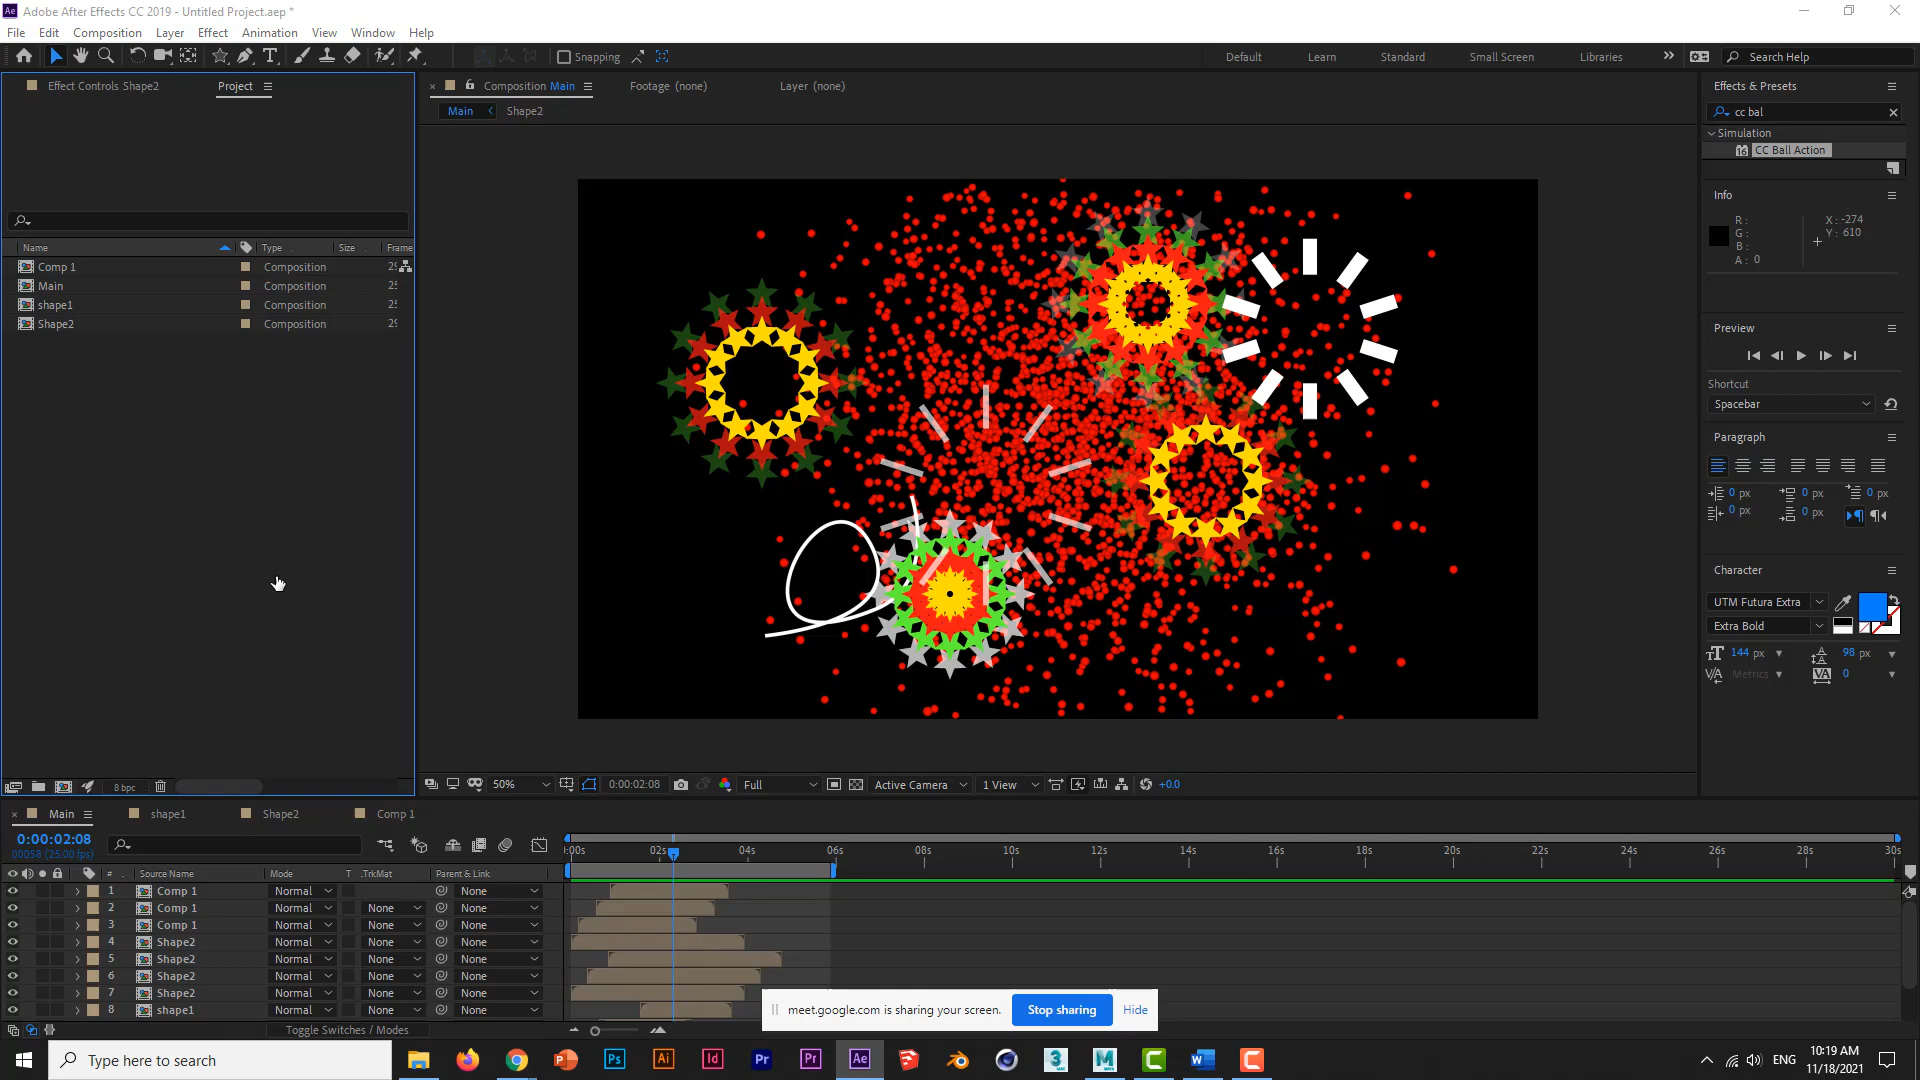 Adobe After Effects CC 2019 - Untitled Project.aep *
File Edit Composition Layer Effect Animation View Window Help
Snapping
Default Learn Standard Small Screen Libraries Search Help
Effect Controls Shape2 Project
Composition Main Footage (none) Layer (none)
Main Shape2
Name Type Size Frame
Comp 1 Composition
Main Composition
shape1 Composition
Shape2 Composition
8 bpc
50% 0:00:02:08 Full Active Camera 1 View +0.0
Effects & Presets
cc bal
Simulation
16 CC Ball Action
Info
R :
G :
B :
A : 0
X : -274
Y : 610
Preview
Shortcut
Spacebar
Paragraph
0 px 0 px 0 px
0 px 0 px
Character
UTM Futura Extra
Extra Bold
144 px 98 px
Metrics 0
Main shape1 Shape2 Comp 1
0:00:02:08
00058 (25.00 fps)
# Source Name Mode T .TrkMat Parent & Link
:00s 02s 04s 06s 08s 10s 12s 14s 16s 18s 20s 22s 24s 26s 28s 30s
1 Comp 1 Normal None
2 Comp 1 Normal None None
3 Comp 1 Normal None None
4 Shape2 Normal None None
5 Shape2 Normal None None
6 Shape2 Normal None None
7 Shape2 Normal None None
8 shape1 Normal None None
Toggle Switches / Modes
meet.google.com is sharing your screen. Stop sharing Hide
Type here to search
Ps Ai Id Pr Pr Ae
ENG
10:19 AM
11/18/2021